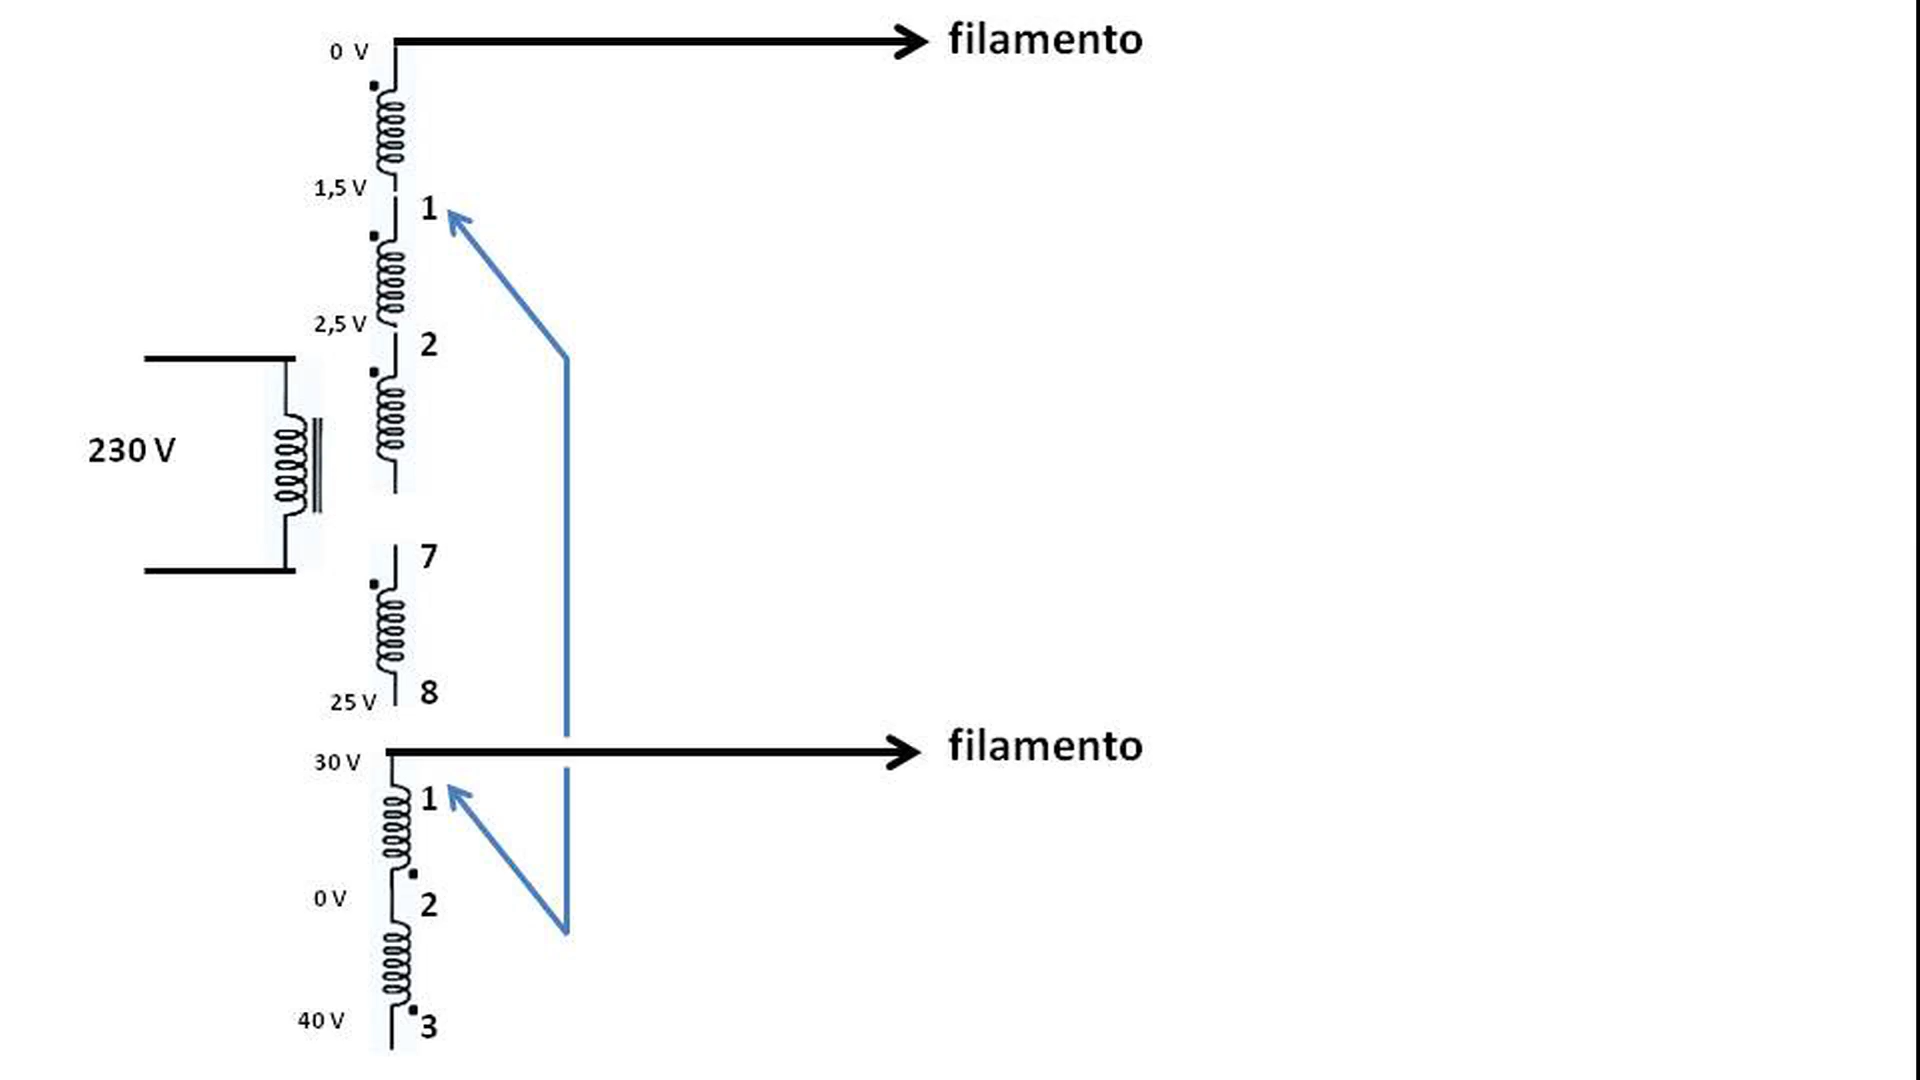 0 V
filamento
1,5 V
1
2,5 V
2
230 V
7
8
25 V
filamento
30 V
1
0 V
2
40 V
3